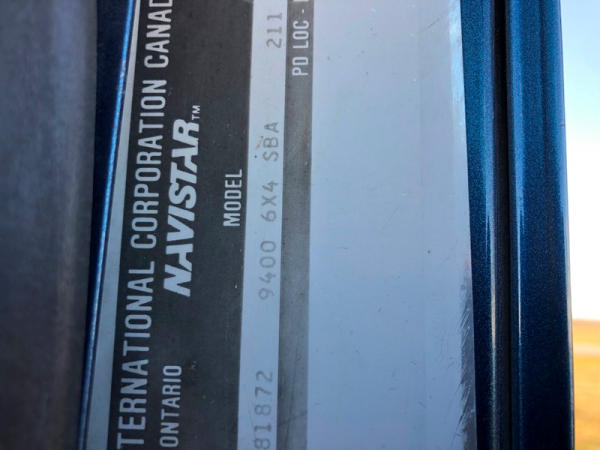 TERNATIONAL CORPORATION CANAD
ONTARIO NAVISTAR™
MODEL
81872 9400 6X4 SBA 211
PD LOC -